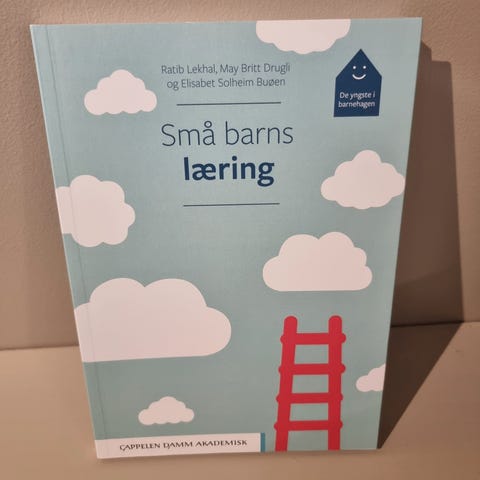 Ratib Lekhal, May Britt Drugli
og Elisabet Solheim Buøen
De yngste i
barnehagen
Små barns
læring
CAPPELEN DAMM AKADEMISK